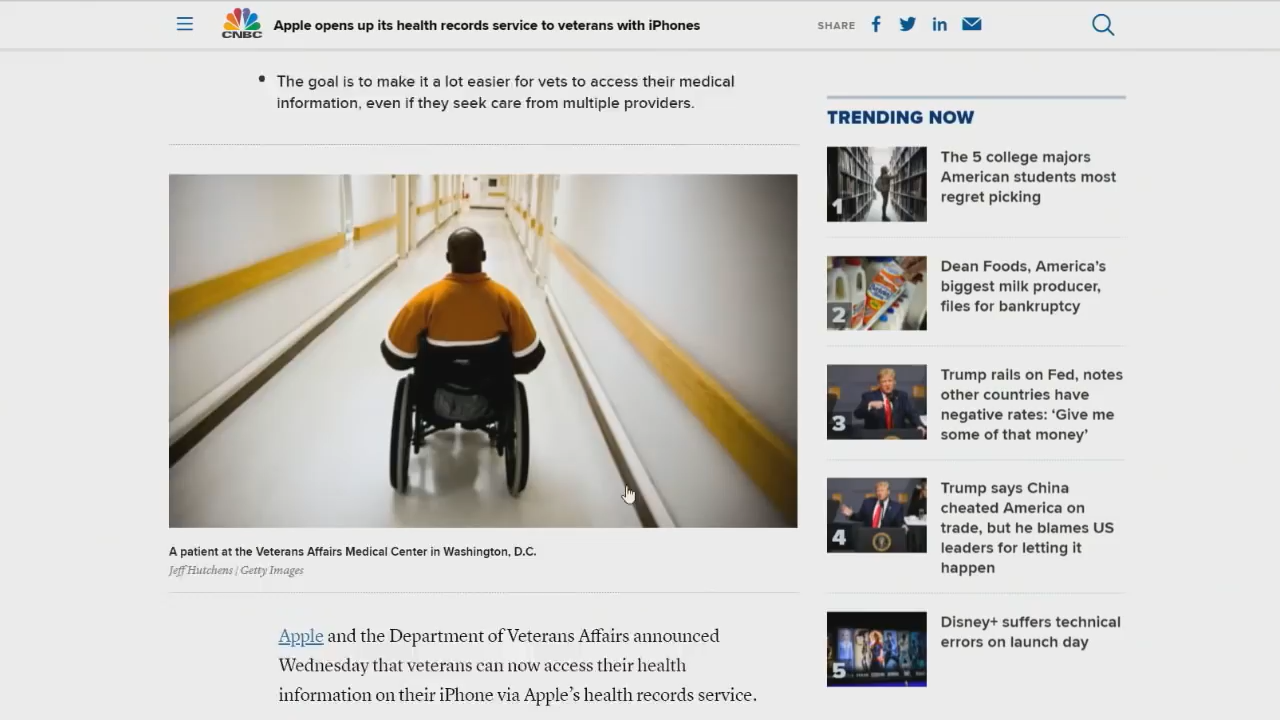 CNBC
Apple opens up its health records service to veterans with iPhones
SHARE
The goal is to make it a lot easier for vets to access their medical
information, even if they seek care from multiple providers.
A patient at the Veterans Affairs Medical Center in Washington, D.C.
Jeff Hutchens | Getty Images
Apple and the Department of Veterans Affairs announced
Wednesday that veterans can now access their health
information on their iPhone via Apple’s health records service.
TRENDING NOW
1
The 5 college majors
American students most
regret picking
2
Dean Foods, America’s
biggest milk producer,
files for bankruptcy
3
Trump rails on Fed, notes
other countries have
negative rates: ‘Give me
some of that money’
4
Trump says China
cheated America on
trade, but he blames US
leaders for letting it
happen
5
Disney+ suffers technical
errors on launch day